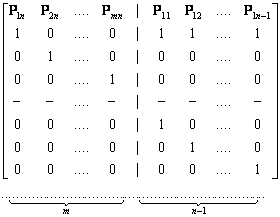 P1n P2n .... Pmn | P11 P12 .... P1n−1
1 0 .... 0 | 1 1 .... 1
0 1 .... 0 | 0 0 .... 0
0 0 .... 1 | 0 0 .... 0
− − .... − | − − .... −
0 0 .... 0 | 1 0 .... 0
0 0 .... 0 | 0 1 .... 0
0 0 .... 0 | 0 0 .... 1
m n−1